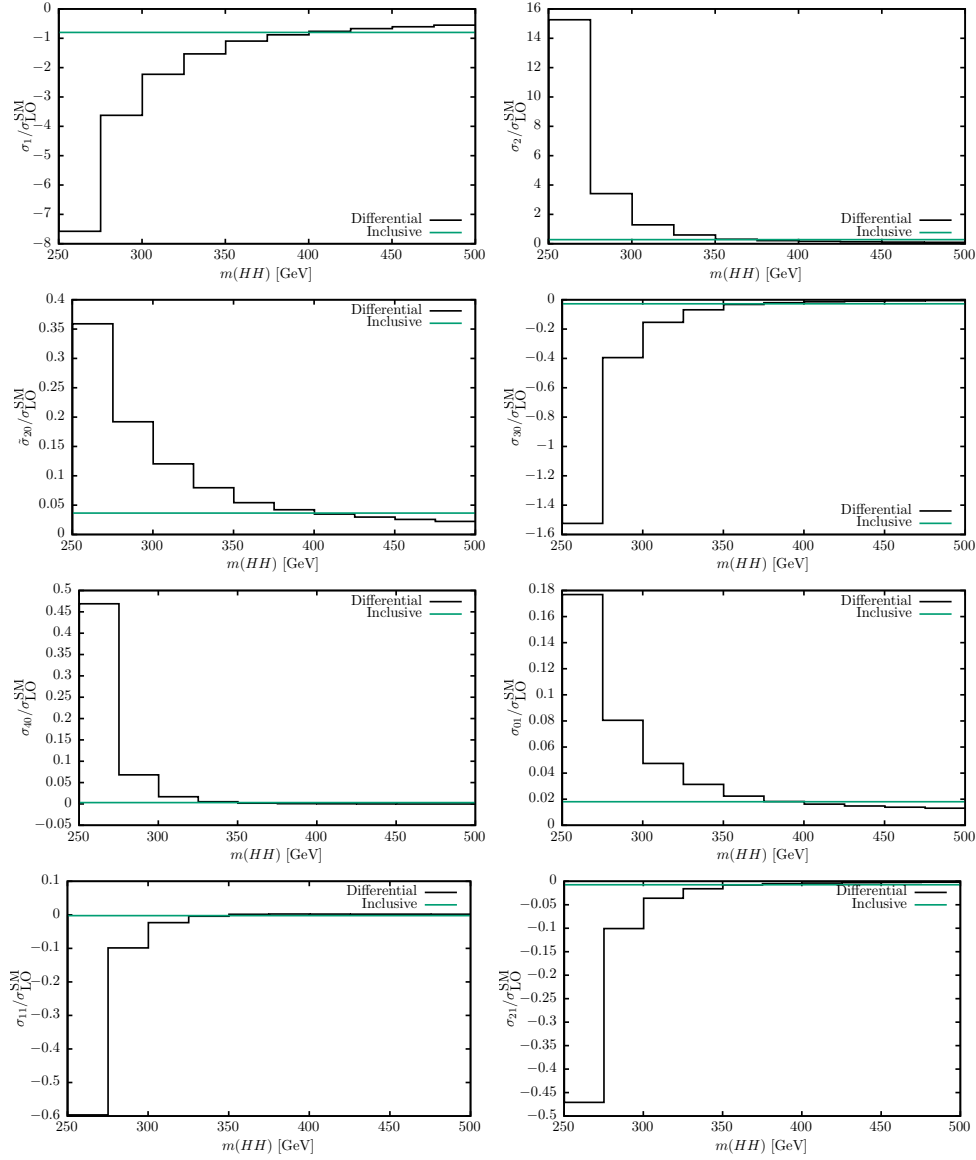 0
−1
−2
−3
−4
−5
−6
−7
−8
250 300 350 400 450 500
σ₁/σ_LO^SM
m(HH) [GeV]
Differential
Inclusive
16
14
12
10
8
6
4
2
0
250 300 350 400 450 500
σ₂/σ_LO^SM
m(HH) [GeV]
Differential
Inclusive
0.4
0.35
0.3
0.25
0.2
0.15
0.1
0.05
0
250 300 350 400 450 500
σ̃₂₀/σ_LO^SM
m(HH) [GeV]
Differential
Inclusive
0
−0.2
−0.4
−0.6
−0.8
−1
−1.2
−1.4
−1.6
250 300 350 400 450 500
σ₃₀/σ_LO^SM
m(HH) [GeV]
Differential
Inclusive
0.5
0.45
0.4
0.35
0.3
0.25
0.2
0.15
0.1
0.05
0
−0.05
250 300 350 400 450 500
σ₄₀/σ_LO^SM
m(HH) [GeV]
Differential
Inclusive
0.18
0.16
0.14
0.12
0.1
0.08
0.06
0.04
0.02
0
250 300 350 400 450 500
σ₀₁/σ_LO^SM
m(HH) [GeV]
Differential
Inclusive
0.1
0
−0.1
−0.2
−0.3
−0.4
−0.5
−0.6
250 300 350 400 450 500
σ₁₁/σ_LO^SM
m(HH) [GeV]
Differential
Inclusive
0
−0.05
−0.1
−0.15
−0.2
−0.25
−0.3
−0.35
−0.4
−0.45
−0.5
250 300 350 400 450 500
σ₂₁/σ_LO^SM
m(HH) [GeV]
Differential
Inclusive